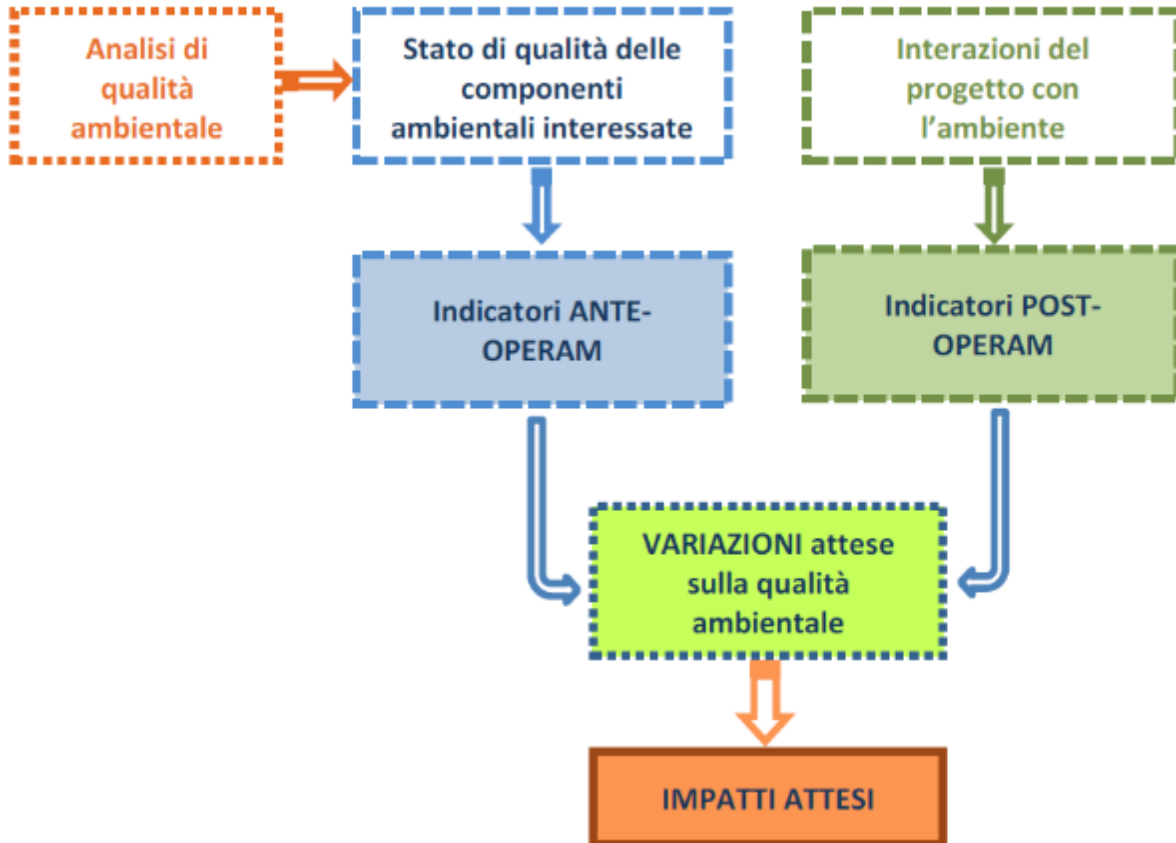 Analisi di
qualità
ambientale
Stato di qualità delle
componenti
ambientali interessate
Interazioni del
progetto con
l'ambiente
Indicatori ANTE-
OPERAM
Indicatori POST-
OPERAM
VARIAZIONI attese
sulla qualità
ambientale
IMPATTI ATTESI